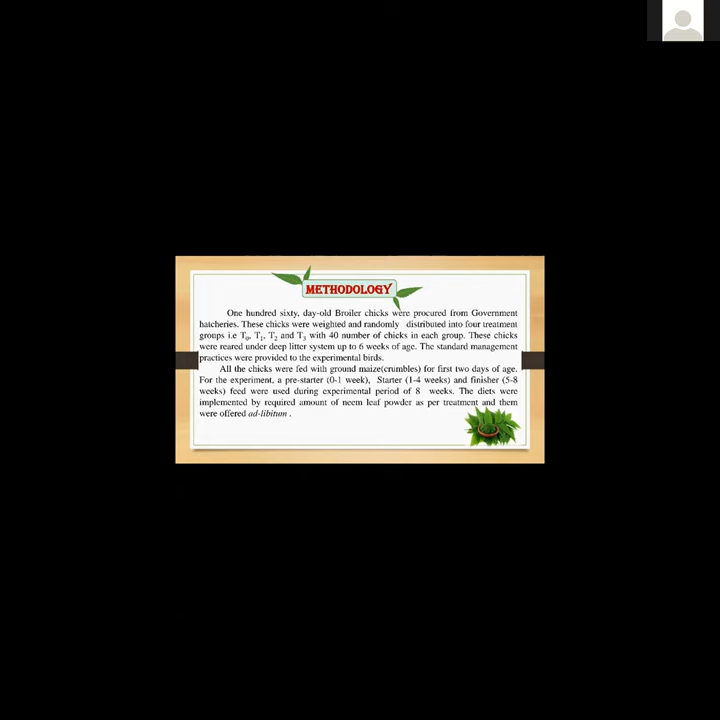 METHODOLOGY
One hundred sixty, day-old Broiler chicks were procured from Government
hatcheries. These chicks were weighted and randomly distributed into four treatment
groups i.e T₀, T₁, T₂ and T₃ with 40 number of chicks in each group. These chicks
were reared under deep litter system up to 6 weeks of age. The standard management
practices were provided to the experimental birds.
All the chicks were fed with ground maize(crumbles) for first two days of age.
For the experiment, a pre-starter (0-1 week), Starter (1-4 weeks) and finisher (5-8
weeks) feed were used during experimental period of 8 weeks. The diets were
implemented by required amount of neem leaf powder as per treatment and them
were offered ad-libitum .